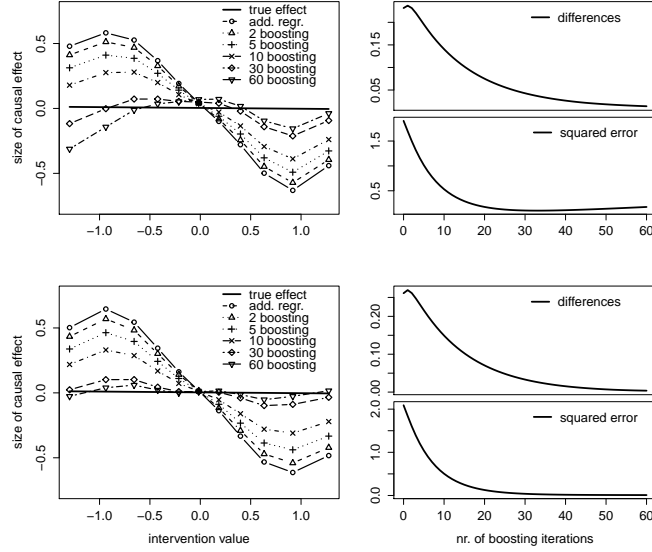 true effect
add. regr.
2 boosting
5 boosting
10 boosting
30 boosting
60 boosting
size of causal effect
0.5
0.0
−0.5
−1.0
−0.5
0.0
0.5
1.0
differences
0.15
0.05
squared error
1.5
0.5
0
10
20
30
40
50
60
true effect
add. regr.
2 boosting
5 boosting
10 boosting
30 boosting
60 boosting
size of causal effect
0.5
0.0
−0.5
−1.0
−0.5
0.0
0.5
1.0
intervention value
differences
0.20
0.10
0.00
squared error
2.0
1.0
0.0
0
10
20
30
40
50
60
nr. of boosting iterations